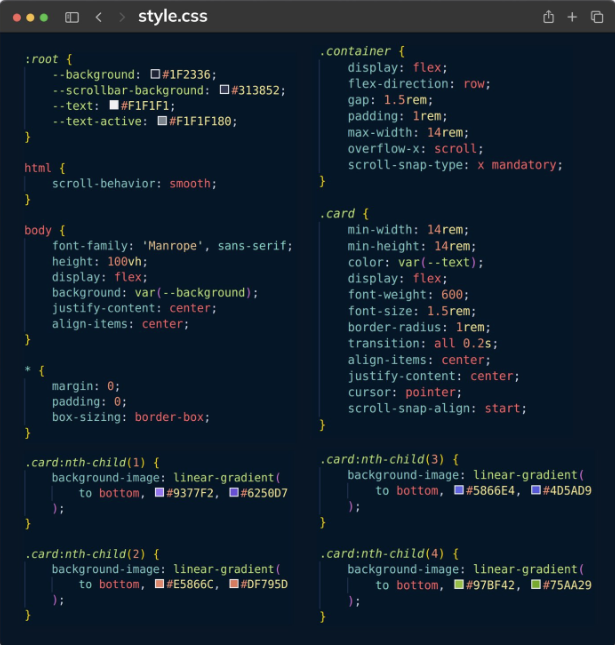 style.css
:root {
--background: #1F2336;
--scrollbar-background: #313852;
--text: #F1F1F1;
--text-active: #F1F1F180;
}
html {
scroll-behavior: smooth;
}
body {
font-family: 'Manrope', sans-serif;
height: 100vh;
display: flex;
background: var(--background);
justify-content: center;
align-items: center;
}
* {
margin: 0;
padding: 0;
box-sizing: border-box;
}
.card:nth-child(1) {
background-image: linear-gradient(
to bottom, #9377F2, #6250D7
);
}
.card:nth-child(2) {
background-image: linear-gradient(
to bottom, #E5866C, #DF795D
);
}
.container {
display: flex;
flex-direction: row;
gap: 1.5rem;
padding: 1rem;
max-width: 14rem;
overflow-x: scroll;
scroll-snap-type: x mandatory;
}
.card {
min-width: 14rem;
min-height: 14rem;
color: var(--text);
display: flex;
font-weight: 600;
font-size: 1.5rem;
border-radius: 1rem;
transition: all 0.2s;
align-items: center;
justify-content: center;
cursor: pointer;
scroll-snap-align: start;
}
.card:nth-child(3) {
background-image: linear-gradient(
to bottom, #5866E4, #4D5AD9
);
}
.card:nth-child(4) {
background-image: linear-gradient(
to bottom, #97BF42, #75AA29
);
}